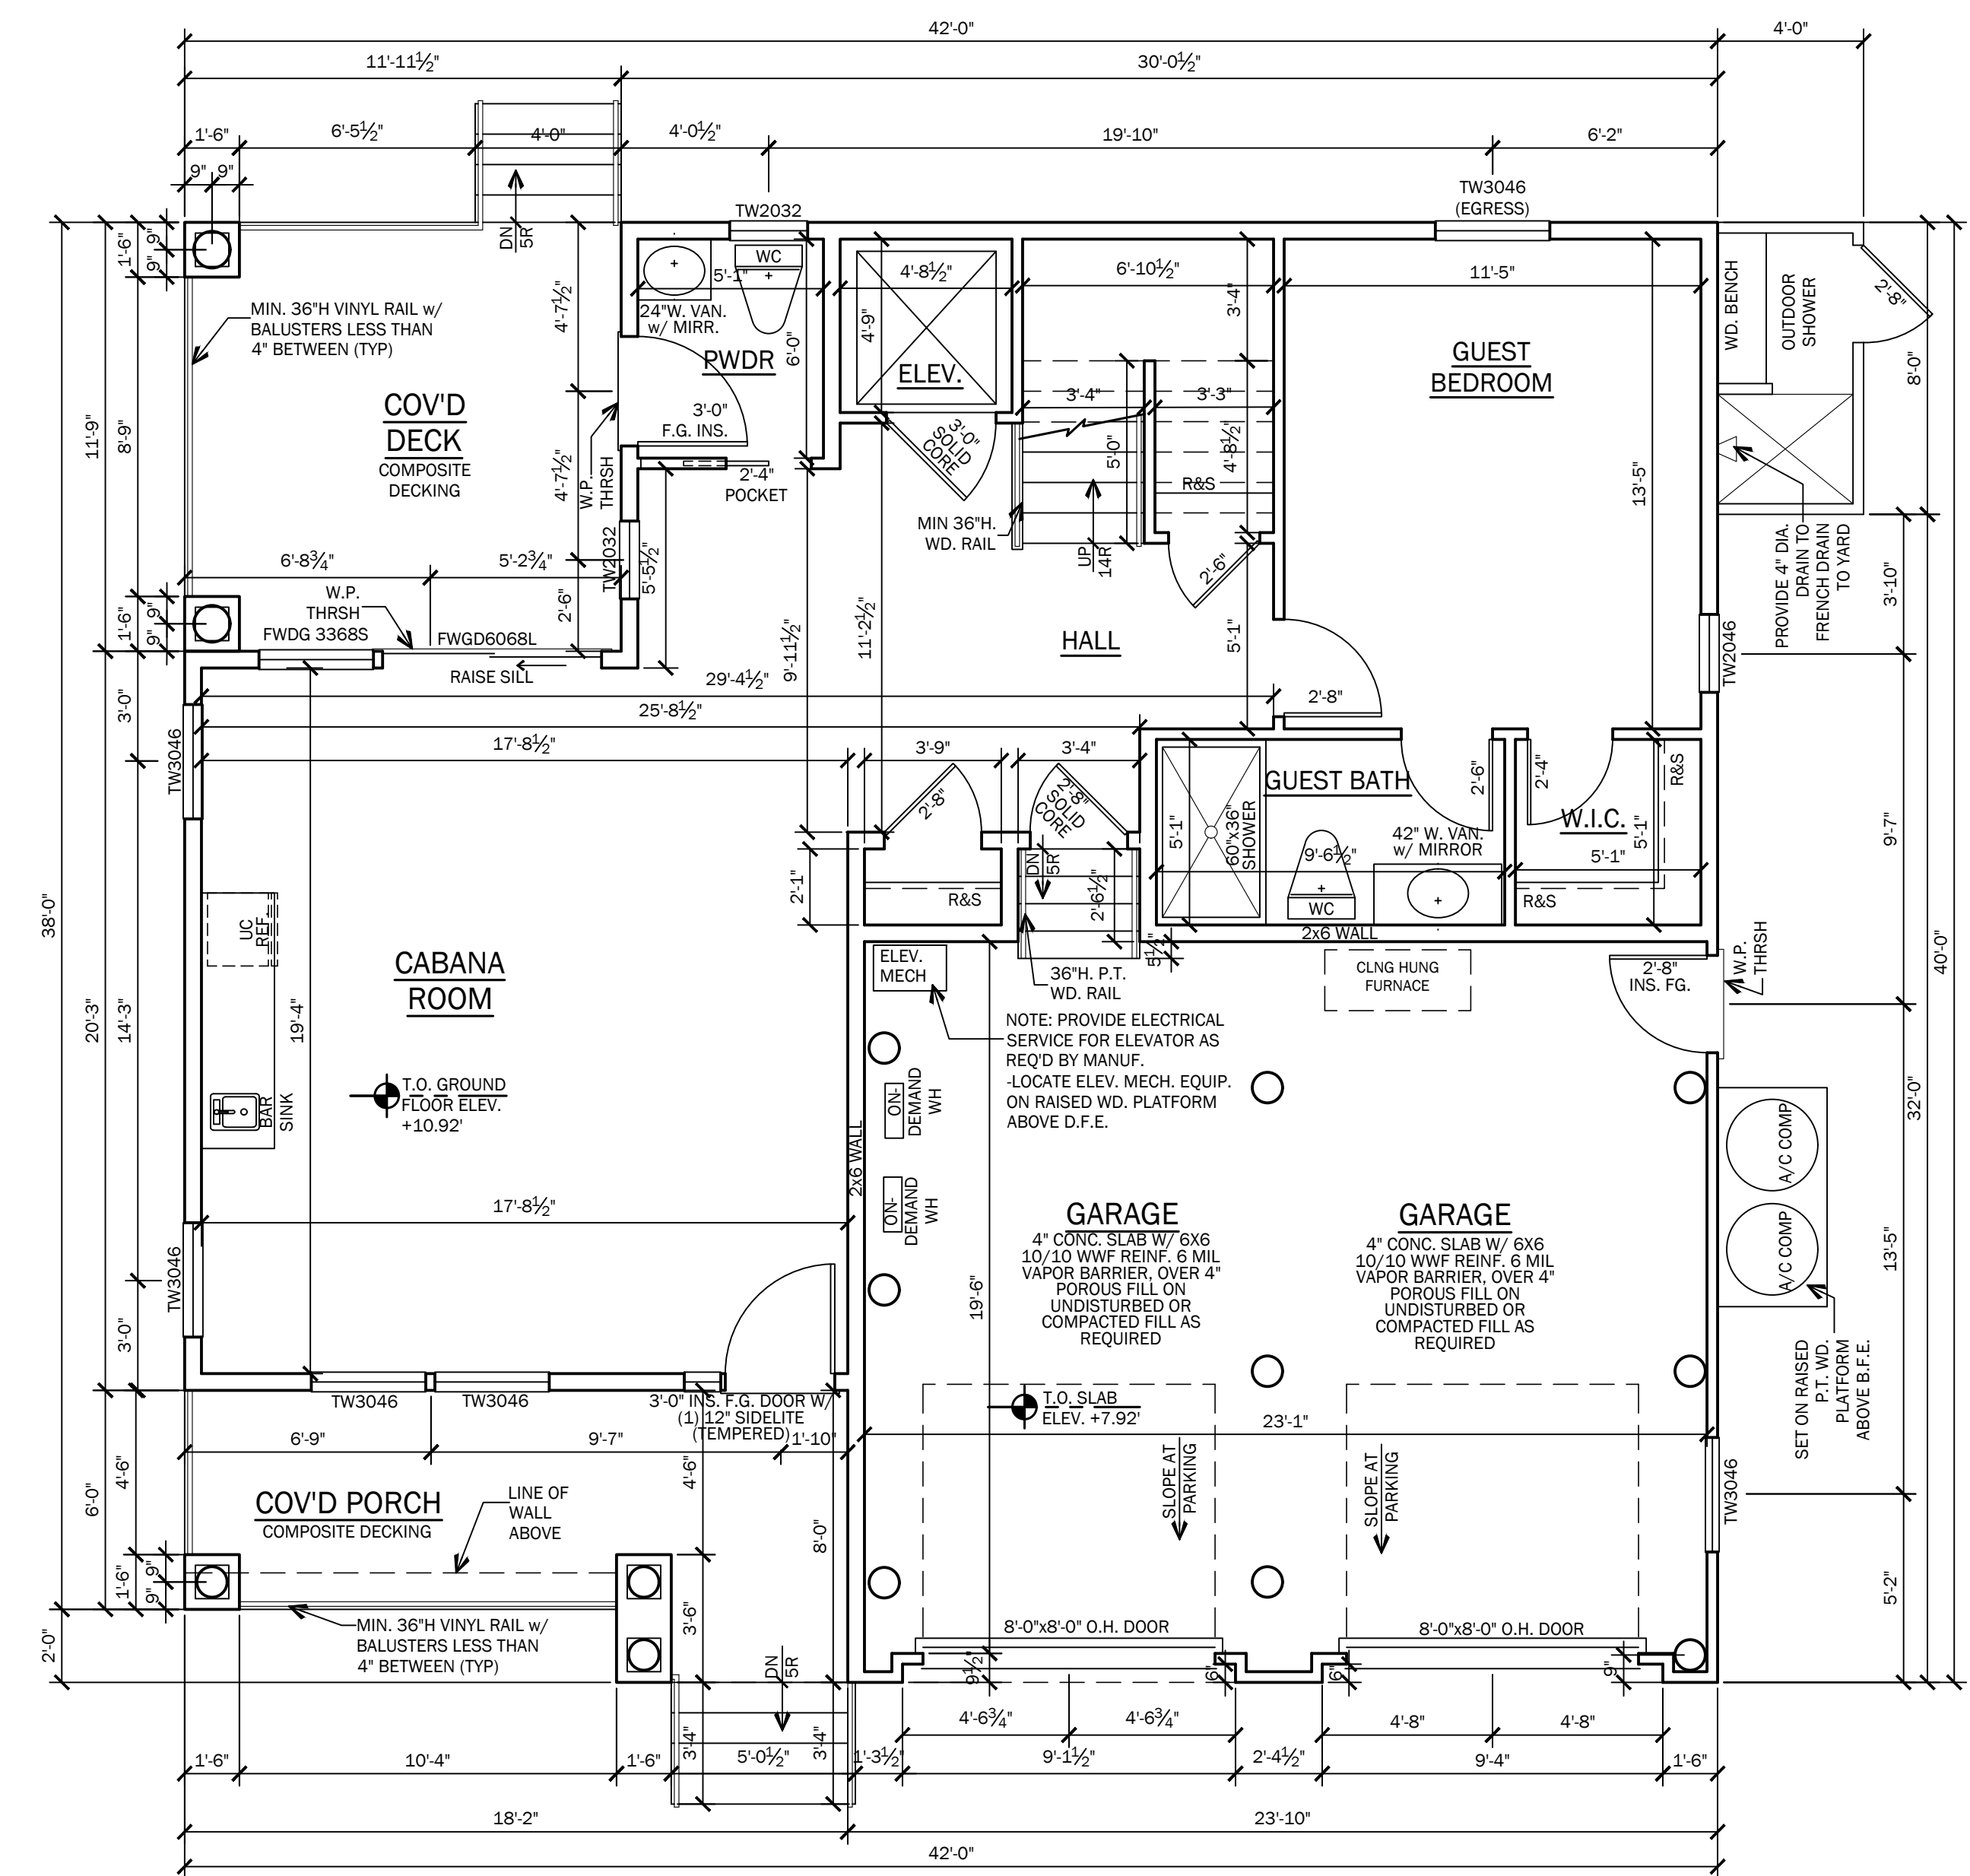 42'-0"
4'-0"
11'-11½"
30'-0½"
1'-6"
6'-5½"
4'-0"
4'-0½"
19'-10"
6'-2"
9"
9"
TW3046
(EGRESS)
TW2032
DN
5R
1'-6"
9"
9"
WC
5'-1"
24"W. VAN.
w/ MIRR.
PWDR
6'-0"
4'-8½"
4'-9"
ELEV.
6'-10½"
3'-4"
11'-5"
GUEST
BEDROOM
WD. BENCH
OUTDOOR
SHOWER
2'-8"
8'-0"
MIN. 36"H VINYL RAIL w/
BALUSTERS LESS THAN
4" BETWEEN (TYP)
4'-7½"
COV'D
DECK
COMPOSITE
DECKING
11'-9"
8'-9"
4'-7½"
W.P.
THRSH
3'-0"
F.G. INS.
2'-4"
POCKET
3'-0"
SOLID
CORE
3'-4"
3'-3"
5'-0"
4'-8½"
R&S
MIN 36"H.
WD. RAIL
UP
14R
2'-6"
13'-5"
PROVIDE 4" DIA.
DRAIN TO
FRENCH DRAIN
TO YARD
3'-10"
6'-8¾"
5'-2¾"
TW2032
5'-5½"
2'-6"
W.P.
THRSH
FWDG 3368S
FWGD6068L
RAISE SILL
1'-6"
9"
9"
HALL
9'-11½"
11'-2½"
5'-1"
TW2046
38'-0"
3'-0"
TW3046
29'-4½"
25'-8½"
17'-8½"
3'-9"
3'-4"
2'-8"
2'-8"
2'-8"
SOLID
CORE
GUEST BATH
2'-6"
2'-4"
R&S
W.I.C.
5'-1"
5'-1"
5'-1"
60"x36"
SHOWER
9'-6½"
42" W. VAN.
w/ MIRROR
WC
R&S
9'-7"
40'-0"
2'-1"
R&S
DN
5R
2'-6½"
5½"
2x6 WALL
UC
REF.
CABANA
ROOM
20'-3"
14'-3"
19'-4"
ELEV.
MECH
36"H. P.T.
WD. RAIL
CLNG HUNG
FURNACE
2'-8"
INS. FG.
W.P.
THRSH
NOTE: PROVIDE ELECTRICAL
SERVICE FOR ELEVATOR AS
REQ'D BY MANUF.
-LOCATE ELEV. MECH. EQUIP.
ON RAISED WD. PLATFORM
ABOVE D.F.E.
T.O. GROUND
FLOOR ELEV.
+10.92'
BAR
SINK
ON-
DEMAND
WH
2x6 WALL
ON-
DEMAND
WH
32'-0"
A/C COMP
A/C COMP
17'-8½"
TW3046
3'-0"
19'-6"
GARAGE
4" CONC. SLAB W/ 6X6
10/10 WWF REINF. 6 MIL
VAPOR BARRIER, OVER 4"
POROUS FILL ON
UNDISTURBED OR
COMPACTED FILL AS
REQUIRED
GARAGE
4" CONC. SLAB W/ 6X6
10/10 WWF REINF. 6 MIL
VAPOR BARRIER, OVER 4"
POROUS FILL ON
UNDISTURBED OR
COMPACTED FILL AS
REQUIRED
13'-5"
SET ON RAISED
P.T. WD.
PLATFORM
ABOVE B.F.E.
TW3046
TW3046
3'-0" INS. F.G. DOOR W/
(1) 12" SIDELITE
(TEMPERED)
T.O. SLAB
ELEV. +7.92'
23'-1"
6'-9"
9'-7"
1'-10"
4'-6"
6'-0"
4'-6"
COV'D PORCH
COMPOSITE DECKING
LINE OF
WALL
ABOVE
8'-0"
SLOPE AT
PARKING
SLOPE AT
PARKING
TW3046
5'-2"
1'-6"
9"
9"
2'-0"
MIN. 36"H VINYL RAIL w/
BALUSTERS LESS THAN
4" BETWEEN (TYP)
3'-6"
DN
5R
8'-0"x8'-0" O.H. DOOR
8'-0"x8'-0" O.H. DOOR
9½"
6"
6"
9"
4'-6¾"
4'-6¾"
4'-8"
4'-8"
1'-6"
10'-4"
1'-6"
3'-4"
5'-0½"
3'-4"
1'-3½"
9'-1½"
2'-4½"
9'-4"
1'-6"
18'-2"
23'-10"
42'-0"